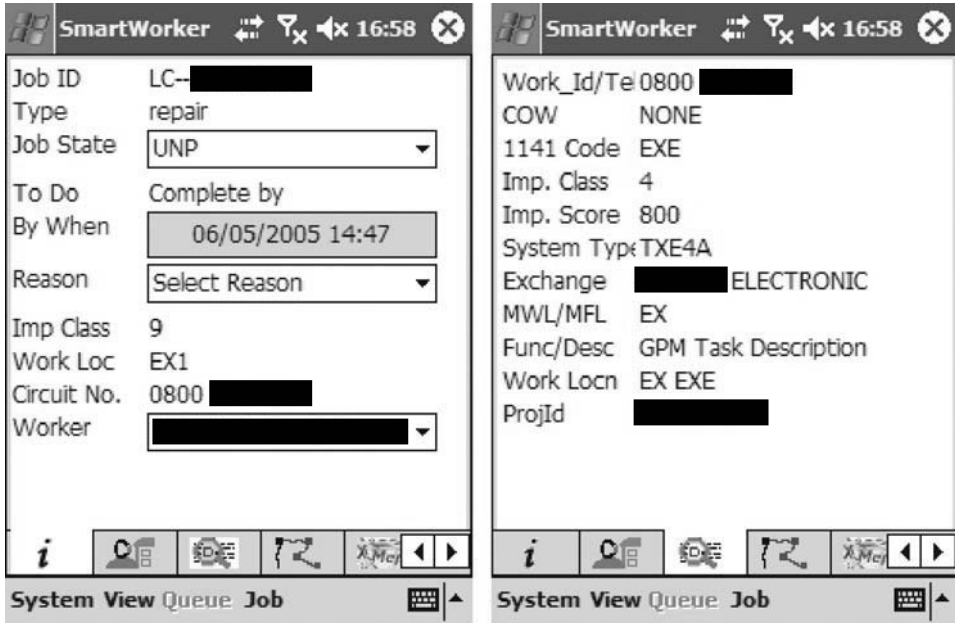 SmartWorker 16:58
Job ID LC--
Type repair
Job State UNP
To Do Complete by
By When 06/05/2005 14:47
Reason Select Reason
Imp Class 9
Work Loc EX1
Circuit No. 0800
Worker
i
System View Queue Job
SmartWorker 16:58
Work_Id/Tel 0800
COW NONE
1141 Code EXE
Imp. Class 4
Imp. Score 800
System Type TXE4A
Exchange ELECTRONIC
MWL/MFL EX
Func/Desc GPM Task Description
Work Locn EX EXE
ProjId
i
System View Queue Job